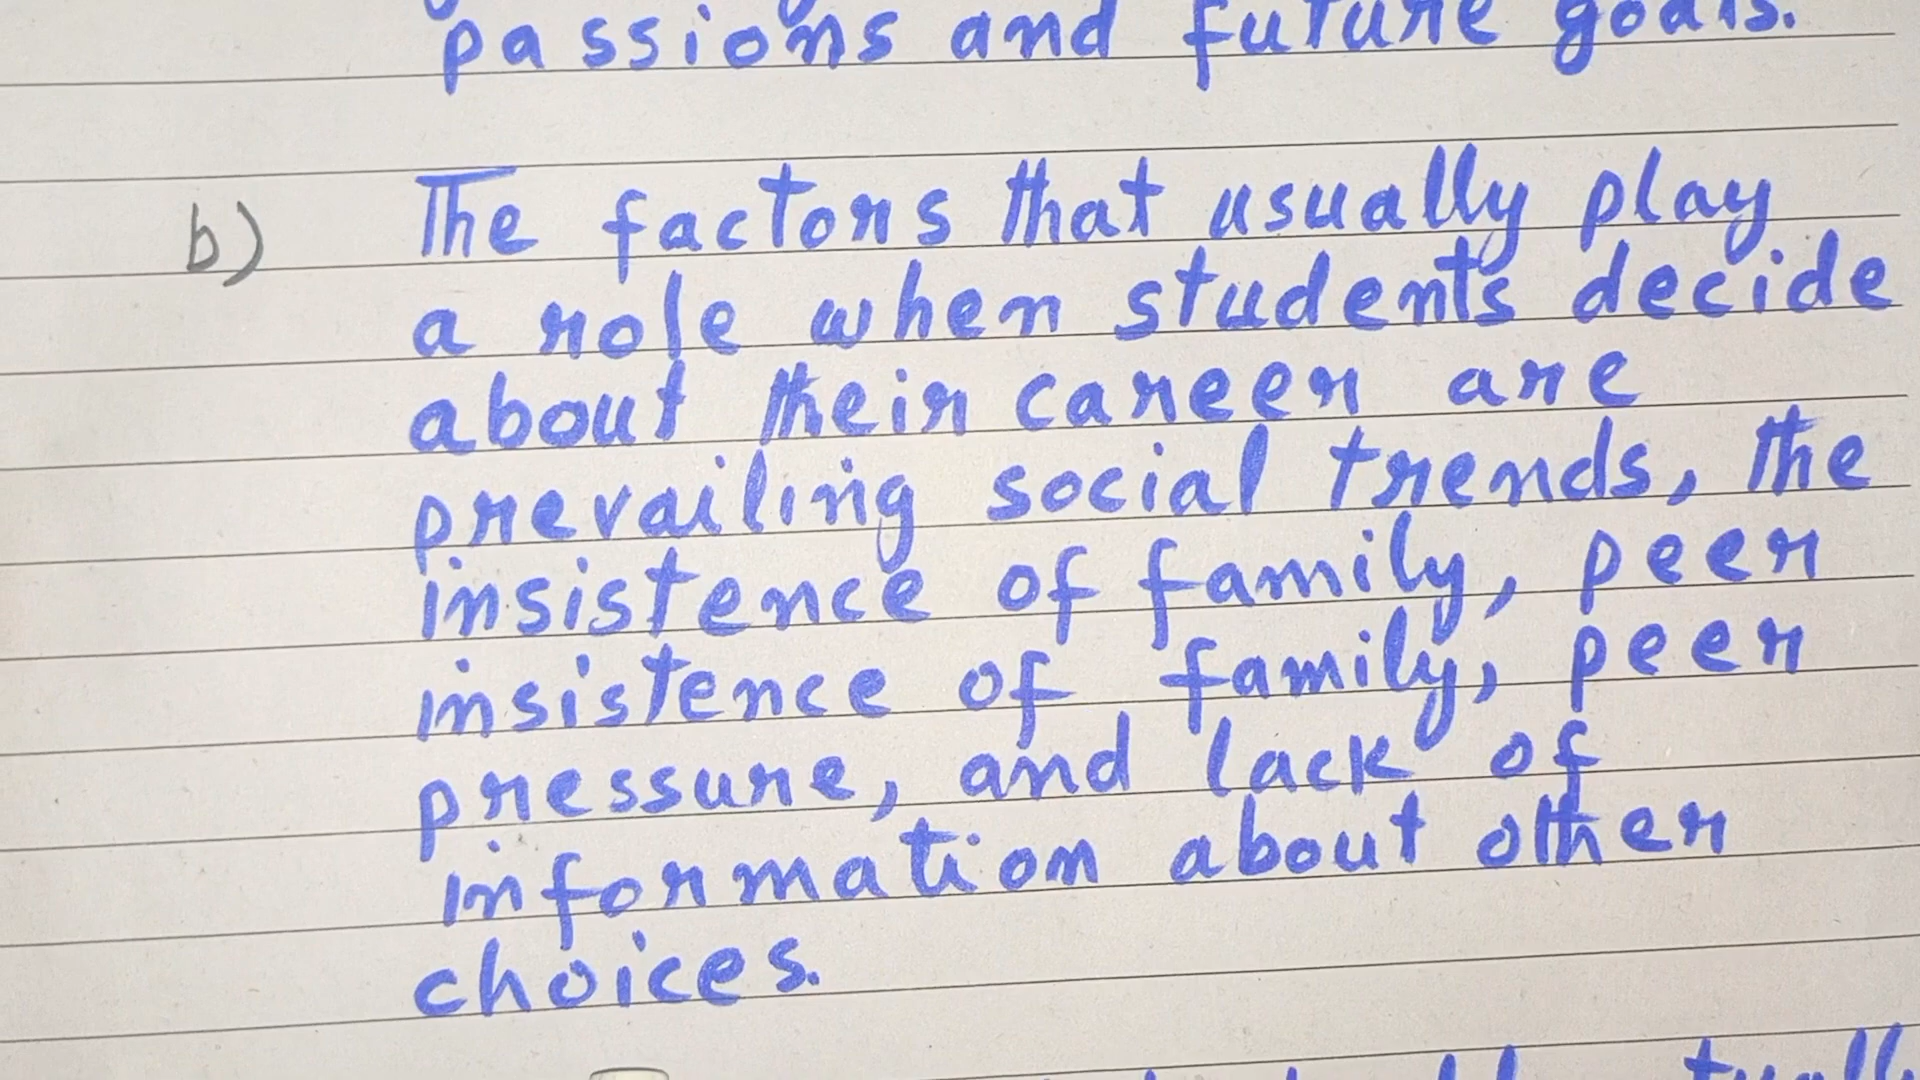 passions and future goals.
b) The factors that usually play
a role when students decide
about their career are
prevailing social trends, the
insistence of family, peer
insistence of family, peer
pressure, and lack of
information about other
choices.